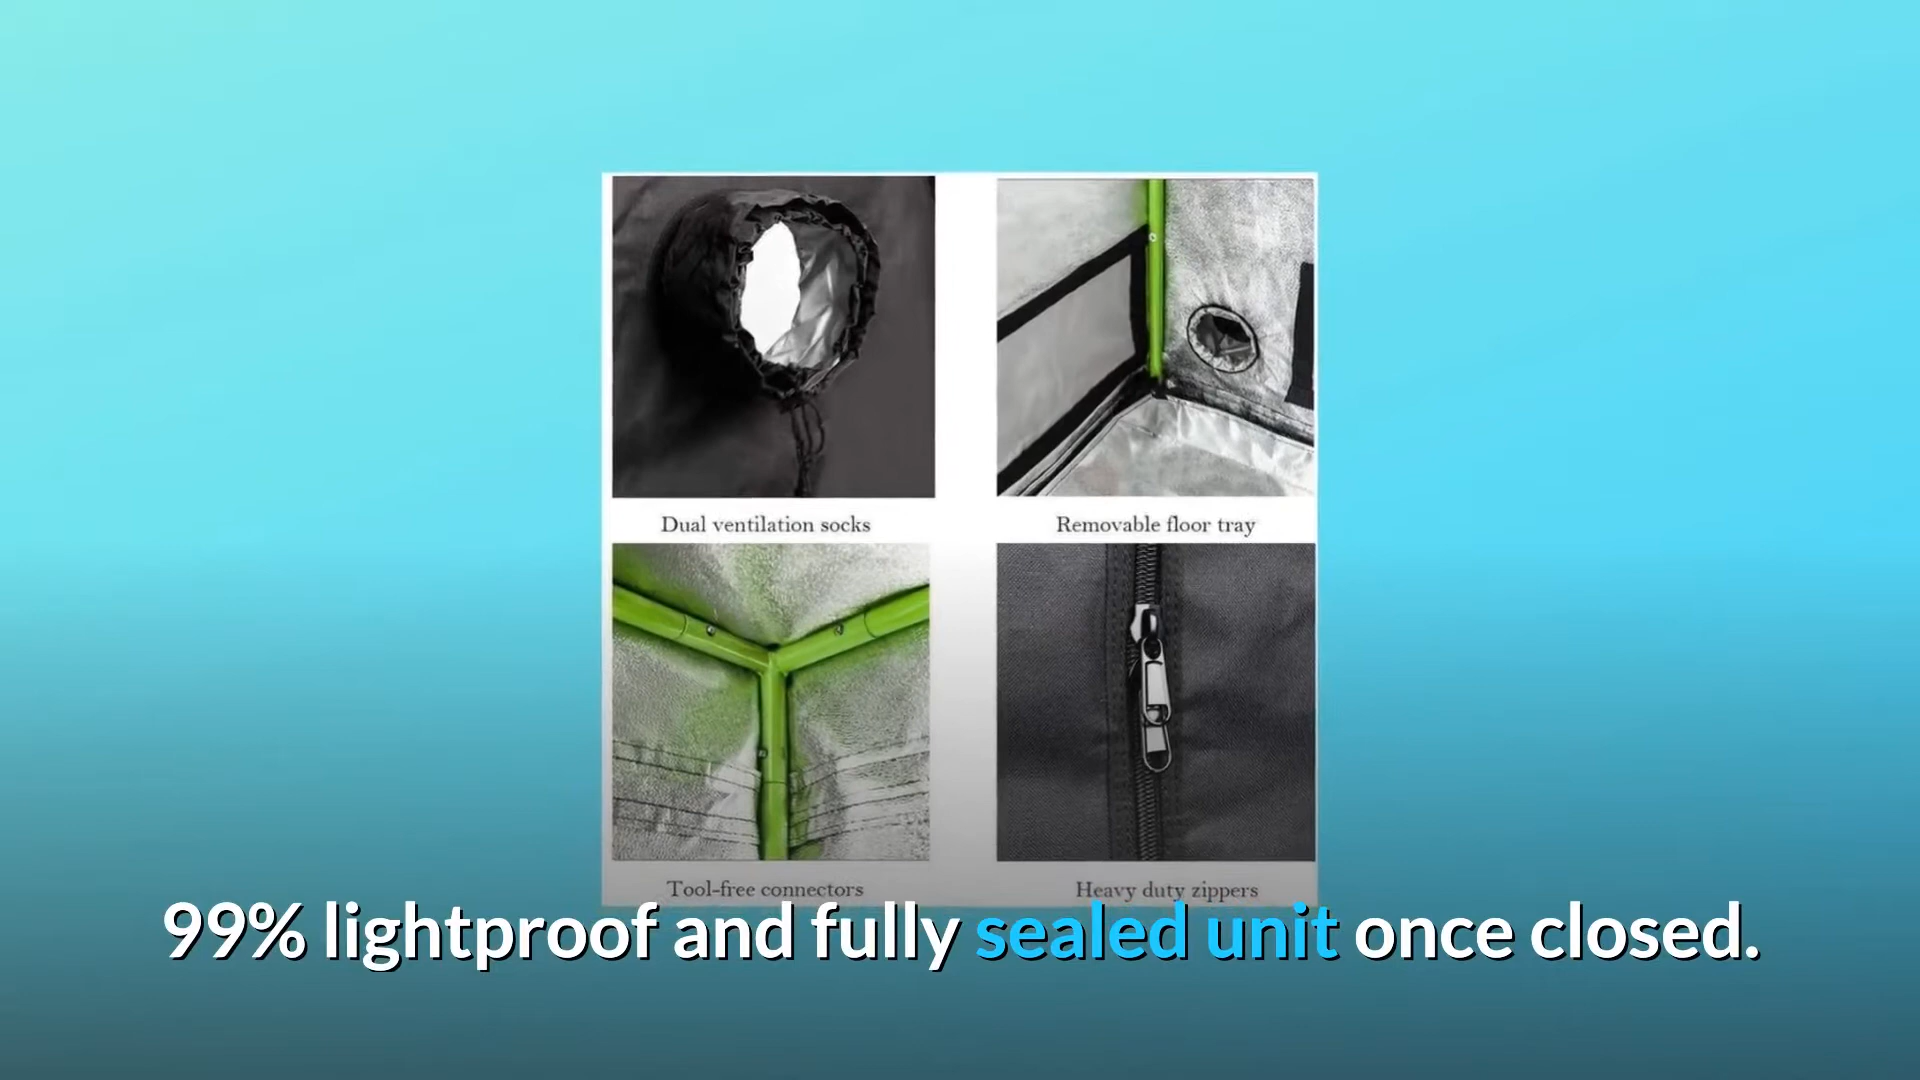 Dual ventilation socks
Removable floor tray
Tool-free connectors
Heavy duty zippers
99% lightproof and fully sealed unit once closed.